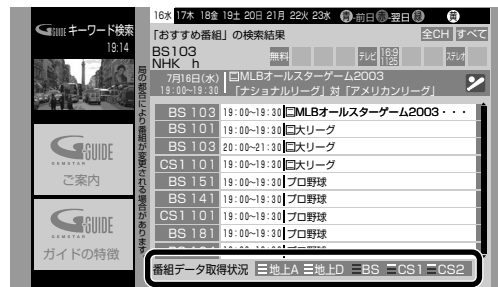 GGUIDE キーワード検索
19:14
GEMSTAR
GGUIDE
ご案内
GEMSTAR
GGUIDE
ガイドの特徴
局の都合により番組が変更される場合があります
16水 17木 18金 19土 20日 21月 22火 23水 青-前日 赤-翌日 緑 黄
「おすすめ番組」の検索結果 全CH すべて
BS103
NHK h 無料 テレビ 16:9 1125 ステレオ
7月16日(水) MLBオールスターゲーム2003
19:00~19:30 「ナショナルリーグ」対「アメリカンリーグ」
BS 103 19:00~19:30 MLBオールスターゲーム2003・・・
BS 101 19:00~19:30 大リーグ
BS 103 20:00~21:30 大リーグ
CS1 101 19:00~19:30 大リーグ
BS 151 19:00~19:30 プロ野球
BS 141 19:00~19:30 プロ野球
CS1 101 19:00~19:30 プロ野球
BS 181 19:00~19:30 プロ野球
番組データ取得状況 地上A 地上D BS CS1 CS2